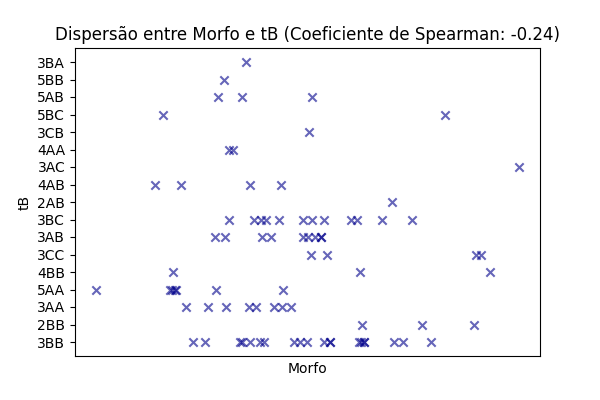 Dispersão entre Morfo e tB (Coeficiente de Spearman: -0.24)
3BA
5BB
5AB
5BC
3CB
4AA
3AC
4AB
2AB
3BC
3AB
3CC
4BB
5AA
3AA
2BB
3BB
tB
Morfo